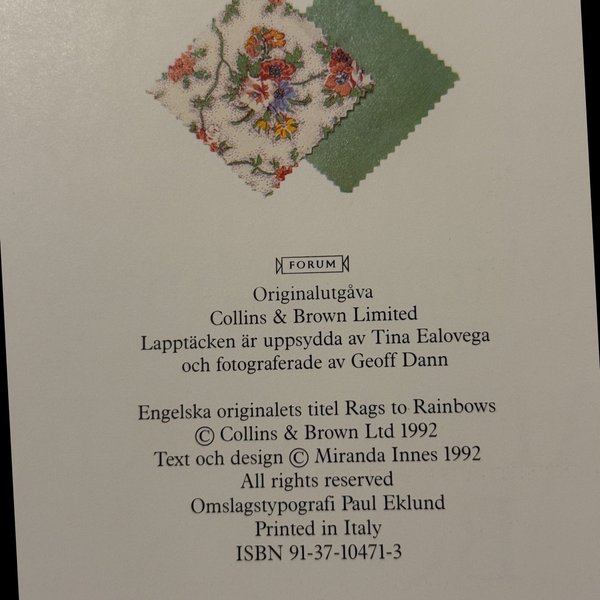 FORUM
Originalutgåva
Collins & Brown Limited
Lapptäcken är uppsydda av Tina Ealovega
och fotograferade av Geoff Dann
Engelska originalets titel Rags to Rainbows
© Collins & Brown Ltd 1992
Text och design © Miranda Innes 1992
All rights reserved
Omslagstypografi Paul Eklund
Printed in Italy
ISBN 91-37-10471-3